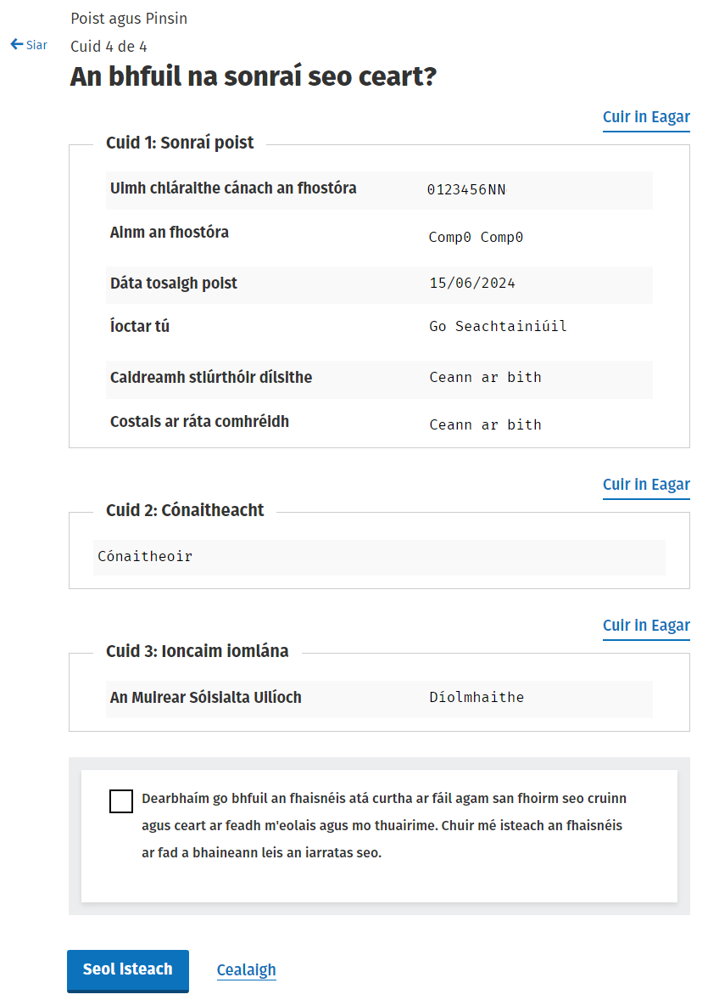 Poist agus Pinsin
Siar
Cuid 4 de 4
An bhfuil na sonraí seo ceart?
Cuir in Eagar
Cuid 1: Sonraí poist
Uimh chláraithe cánach an fhostóra 0123456NN
Ainm an fhostóra Comp0 Comp0
Dáta tosaigh poist 15/06/2024
Íoctar tú Go Seachtainiúil
Caidreamh stiúrthóir dílsithe Ceann ar bith
Costais ar ráta comhréidh Ceann ar bith
Cuir in Eagar
Cuid 2: Cónaitheacht
Cónaitheoir
Cuir in Eagar
Cuid 3: Ioncaim iomlána
An Muirear Sóisialta Uilíoch Díolmhaithe
Dearbhaím go bhfuil an fhaisnéis atá curtha ar fáil agam san fhoirm seo cruinn
agus ceart ar feadh m'eolais agus mo thuairime. Chuir mé isteach an fhaisnéis
ar fad a bhaineann leis an iarratas seo.
Seol isteach Cealaigh